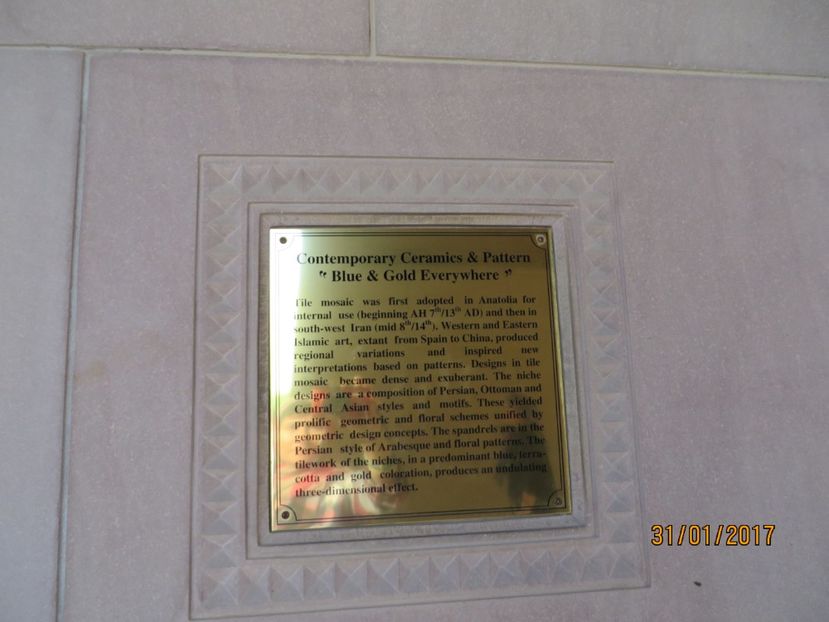 Contemporary Ceramics & Pattern
" Blue & Gold Everywhere "
Tile mosaic was first adopted in Anatolia for
internal use (beginning AH 7th/13th AD) and then in
south-west Iran (mid 8th/14th). Western and Eastern
Islamic art, extant from Spain to China, produced
regional variations and inspired new
interpretations based on patterns. Designs in tile
mosaic became dense and exuberant. The niche
designs are a composition of Persian, Ottoman and
Central Asian styles and motifs. These yielded
prolific geometric and floral schemes unified by
geometric design concepts. The spandrels are in the
Persian style of Arabesque and floral patterns. The
tilework of the niches, in a predominant blue, terra-
cotta and gold coloration, produces an undulating
three-dimensional effect.
31/01/2017